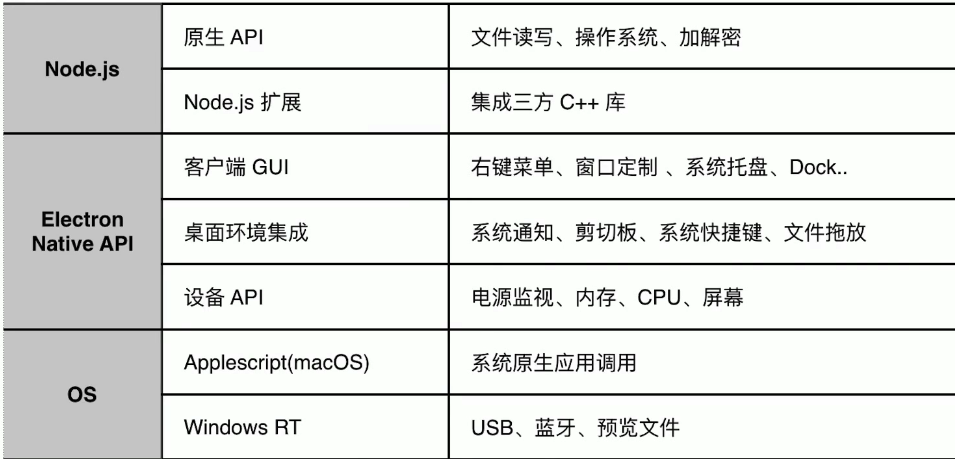 Node.js
原生 API
文件读写、操作系统、加解密
Node.js 扩展
集成三方 C++ 库
Electron
Native API
客户端 GUI
右键菜单、窗口定制 、系统托盘、Dock..
桌面环境集成
系统通知、剪切板、系统快捷键、文件拖放
设备 API
电源监视、内存、CPU、屏幕
OS
Applescript(macOS)
系统原生应用调用
Windows RT
USB、蓝牙、预览文件